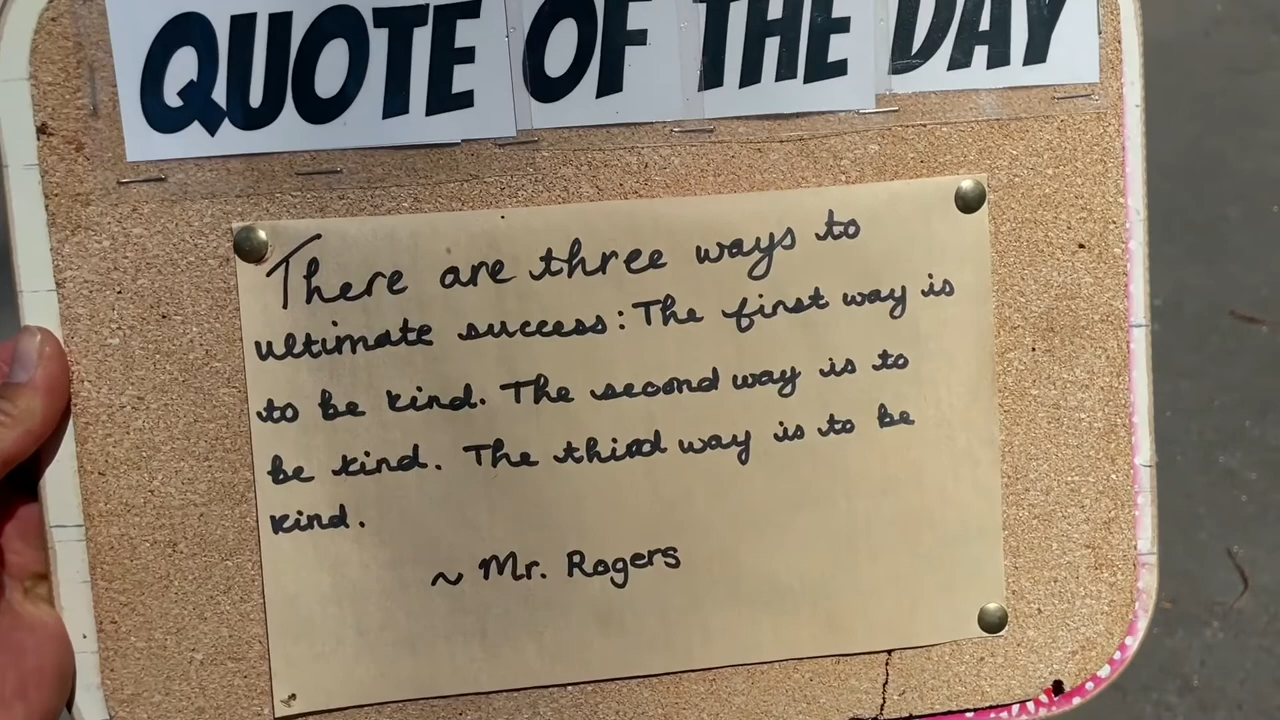 QUOTE OF THE DAY
There are three ways to
ultimate success: The first way is
to be kind. The second way is to
be kind. The third way is to be
kind.
~ Mr. Rogers